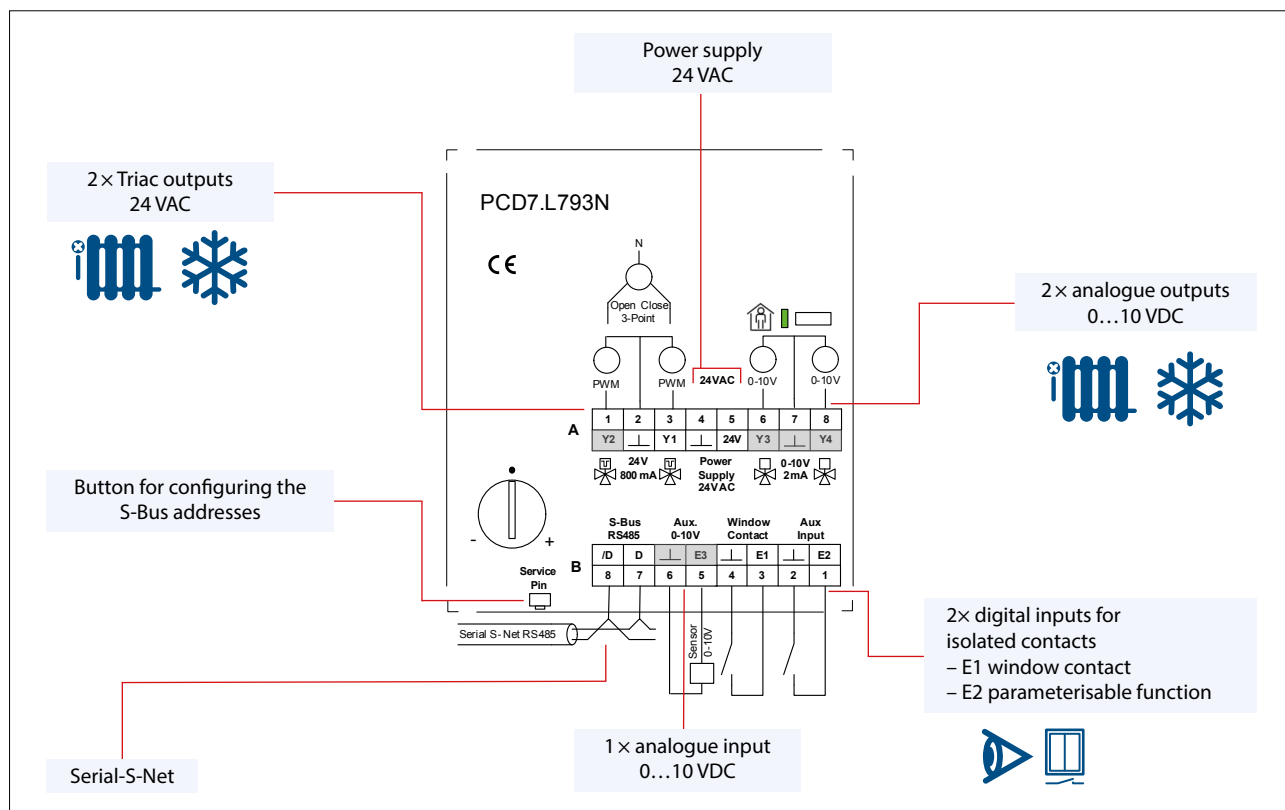 Power supply
24 VAC
2 × Triac outputs
24 VAC
PCD7.L793N
CE
N
Open Close
3-Point
2 × analogue outputs
0…10 VDC
PWM
PWM
24VAC
0-10V
0-10V
1 2 3 4 5 6 7 8
A
Y2 Y1 24V Y3 Y4
24V
800 mA
Power
Supply
24VAC
0-10V
2mA
Button for configuring the
S-Bus addresses
- +
S-Bus
RS485
Aux.
0-10V
Window
Contact
Aux
Input
/D D E3 E1 E2
B
8 7 6 5 4 3 2 1
Service
Pin
Serial S-Net RS485
Sensor
0-10V
2× digital inputs for
isolated contacts
– E1 window contact
– E2 parameterisable function
1 × analogue input
0…10 VDC
Serial-S-Net